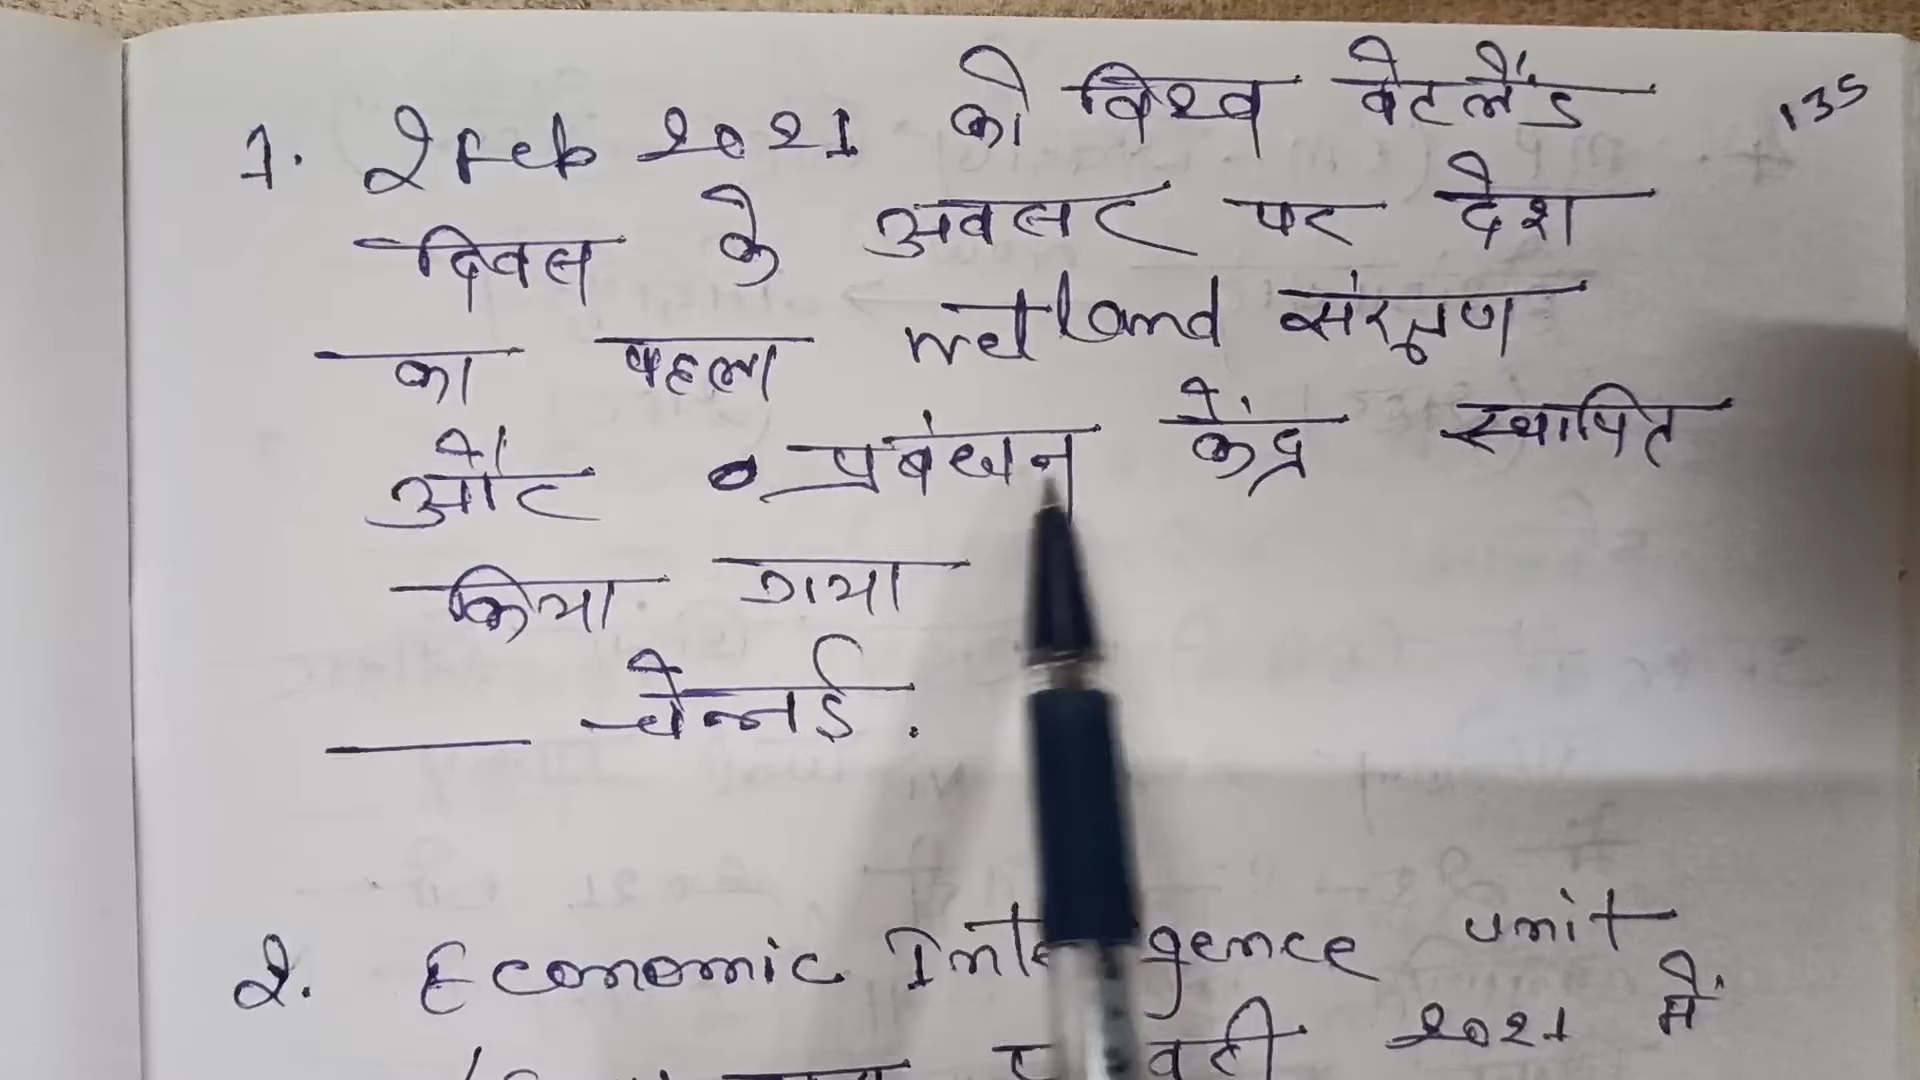 135
1. 2 Feb 2021 को विश्व वेटलैंड
दिवस के अवसर पर देश
का पहला wetland संरक्षण
और प्रबंधन केंद्र स्थापित
किया गया
चेन्नई.
2. Economic unit
2021 में